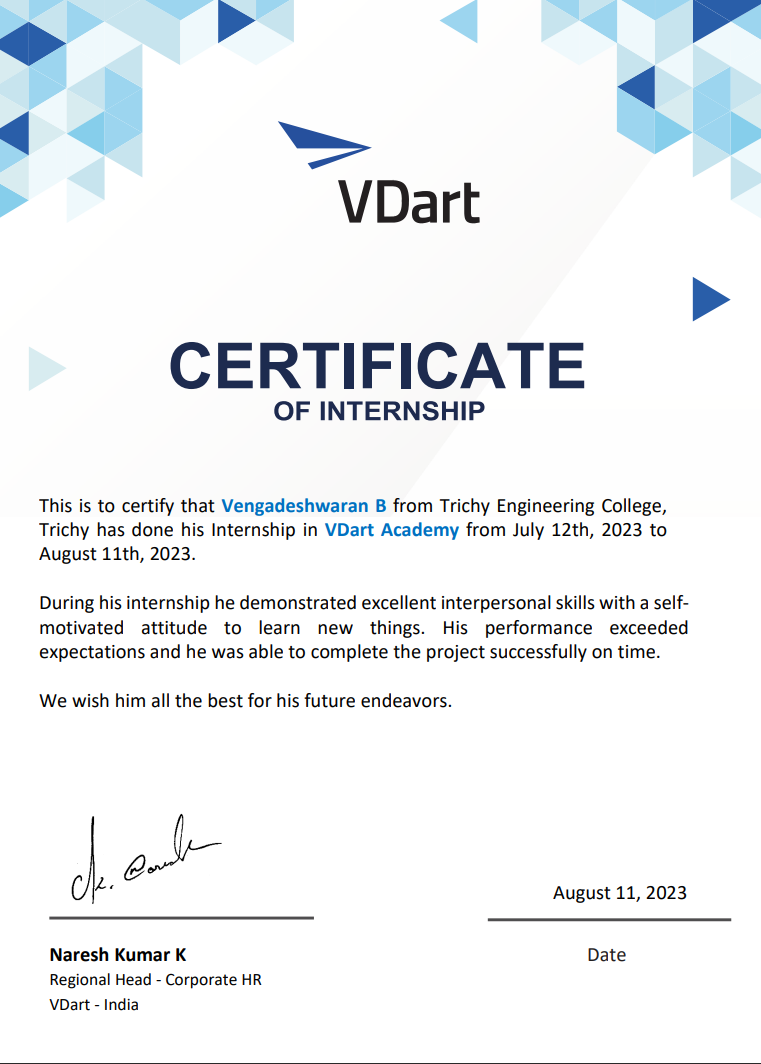 VDart
CERTIFICATE
OF INTERNSHIP
This is to certify that Vengadeshwaran B from Trichy Engineering College,
Trichy has done his Internship in VDart Academy from July 12th, 2023 to
August 11th, 2023.
During his internship he demonstrated excellent interpersonal skills with a self-
motivated attitude to learn new things. His performance exceeded
expectations and he was able to complete the project successfully on time.
We wish him all the best for his future endeavors.
August 11, 2023
Naresh Kumar K
Date
Regional Head - Corporate HR
VDart - India